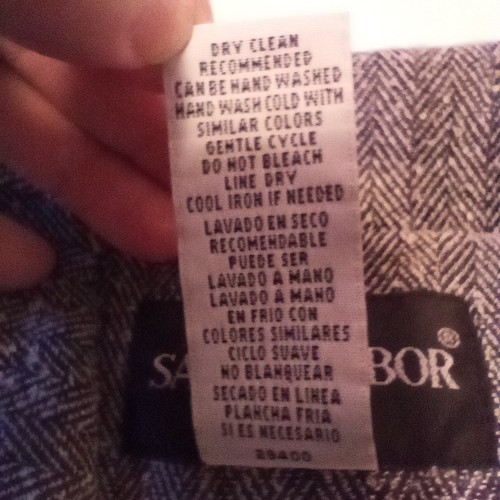 DRY CLEAN
RECOMMENDED
CAN BE HAND WASHED
HAND WASH COLD WITH
SIMILAR COLORS
GENTLE CYCLE
DO NOT BLEACH
LINE DRY
COOL IRON IF NEEDED
LAVADO EN SECO
RECOMENDABLE
PUEDE SER
LAVADO A MANO
LAVADO A MANO
EN FRIO CON
COLORES SIMILARES
CICLO SUAVE
NO BLANQUEAR
SECADO EN LINEA
PLANCHA FRIA
SI ES NECESARIO
29400